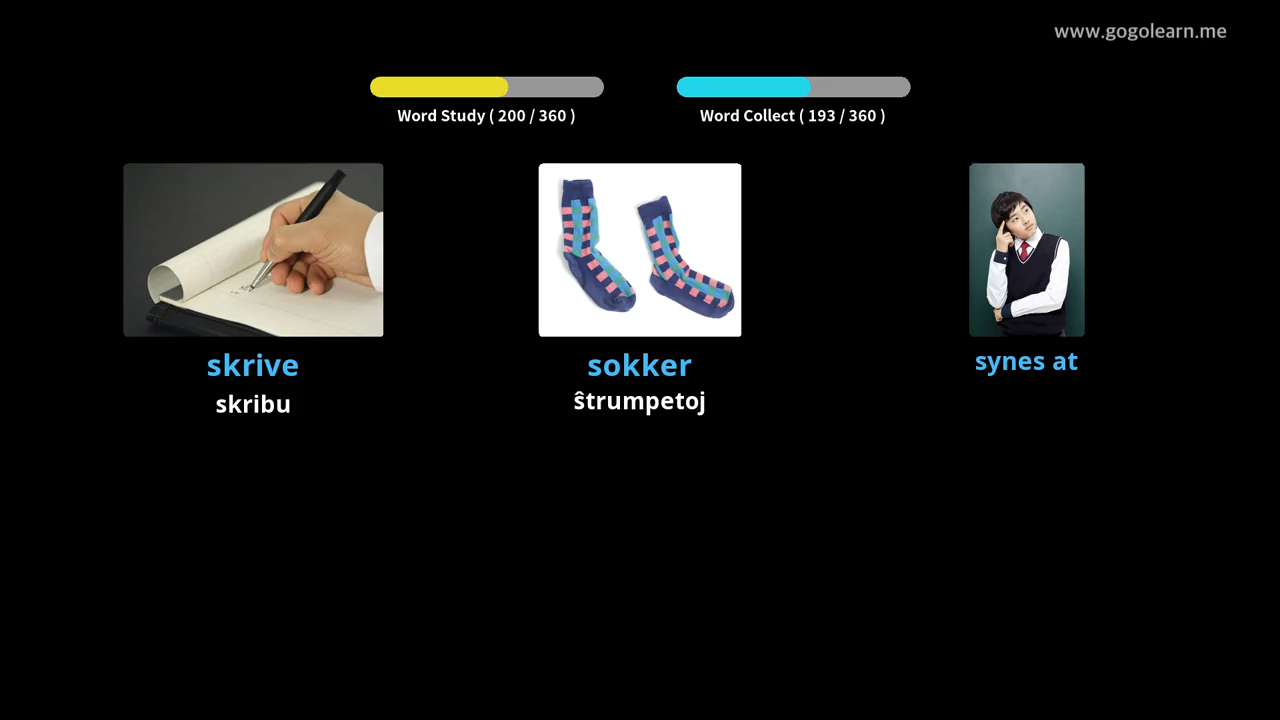 www.gogolearn.me
Word Study ( 200 / 360 )
Word Collect ( 193 / 360 )
skrive
skribu
sokker
ŝtrumpetoj
synes at